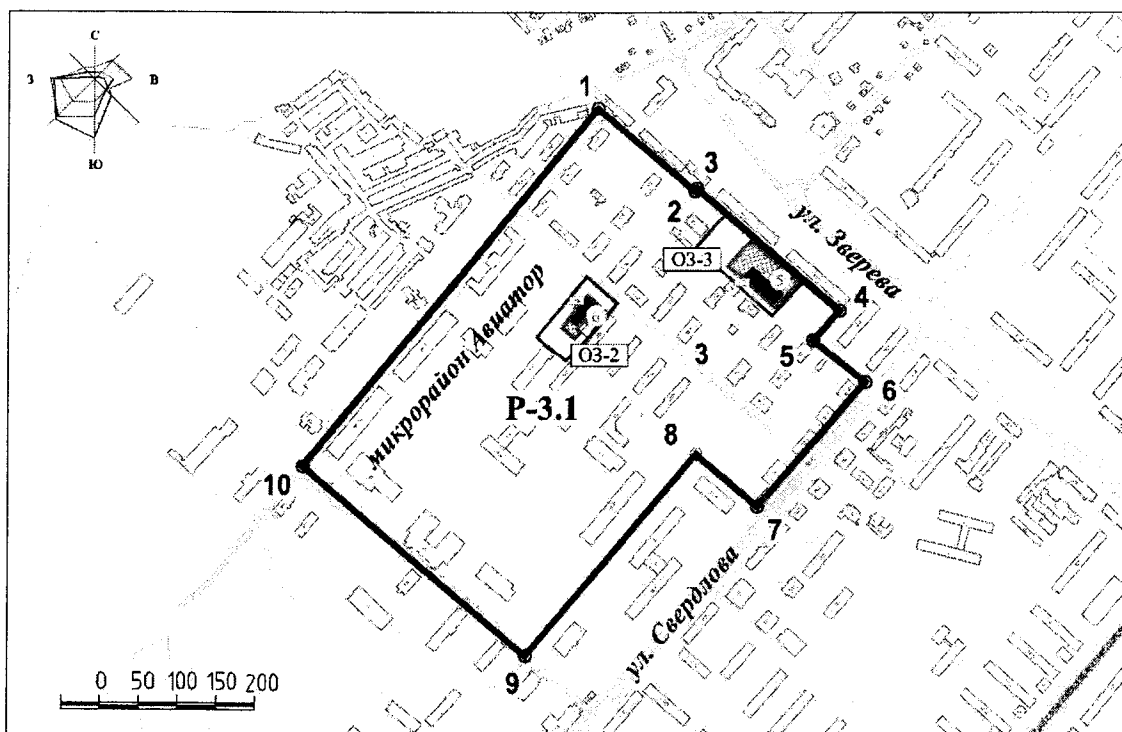 С
З
В
Ю
1
3
2
ул. Зверева
ОЗ-3
4
микрорайон Авиатор
5
ОЗ-2
3
6
Р-3.1
8
10
7
ул. Свердлова
9
0 50 100 150 200